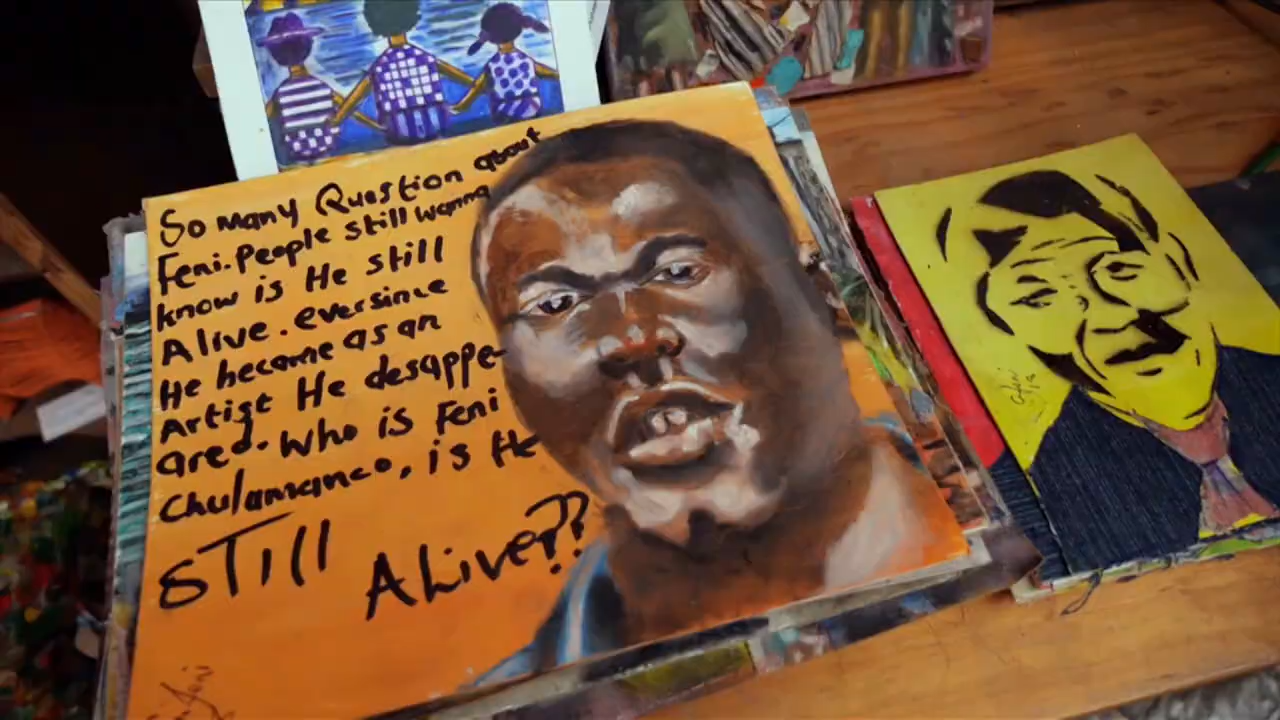 So many Question about
Feni. People still wanna
know is He still
Alive. eversince
He become as an
Artist He desappe-
ared. Who is Feni
Chulamanco, is He
STill
Alive??